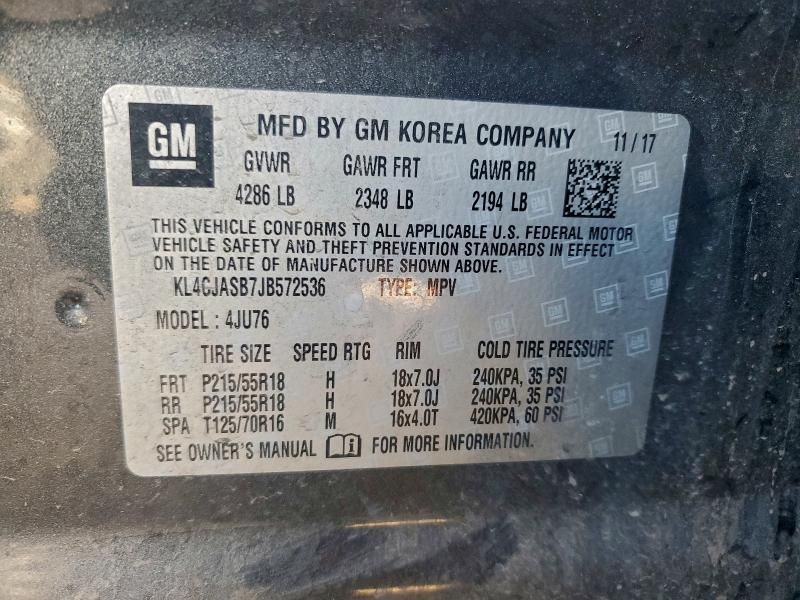 GM MFD BY GM KOREA COMPANY 11 / 17
GVWR GAWR FRT GAWR RR
4286 LB 2348 LB 2194 LB
THIS VEHICLE CONFORMS TO ALL APPLICABLE U.S. FEDERAL MOTOR
VEHICLE SAFETY AND THEFT PREVENTION STANDARDS IN EFFECT
ON THE DATE OF MANUFACTURE SHOWN ABOVE.
KL4CJASB7JB572536 TYPE: MPV
MODEL : 4JU76
TIRE SIZE SPEED RTG RIM COLD TIRE PRESSURE
FRT P215/55R18 H 18x7.0J 240KPA, 35 PSI
RR P215/55R18 H 18x7.0J 240KPA, 35 PSI
SPA T125/70R16 M 16x4.0T 420KPA, 60 PSI
SEE OWNER'S MANUAL FOR MORE INFORMATION.